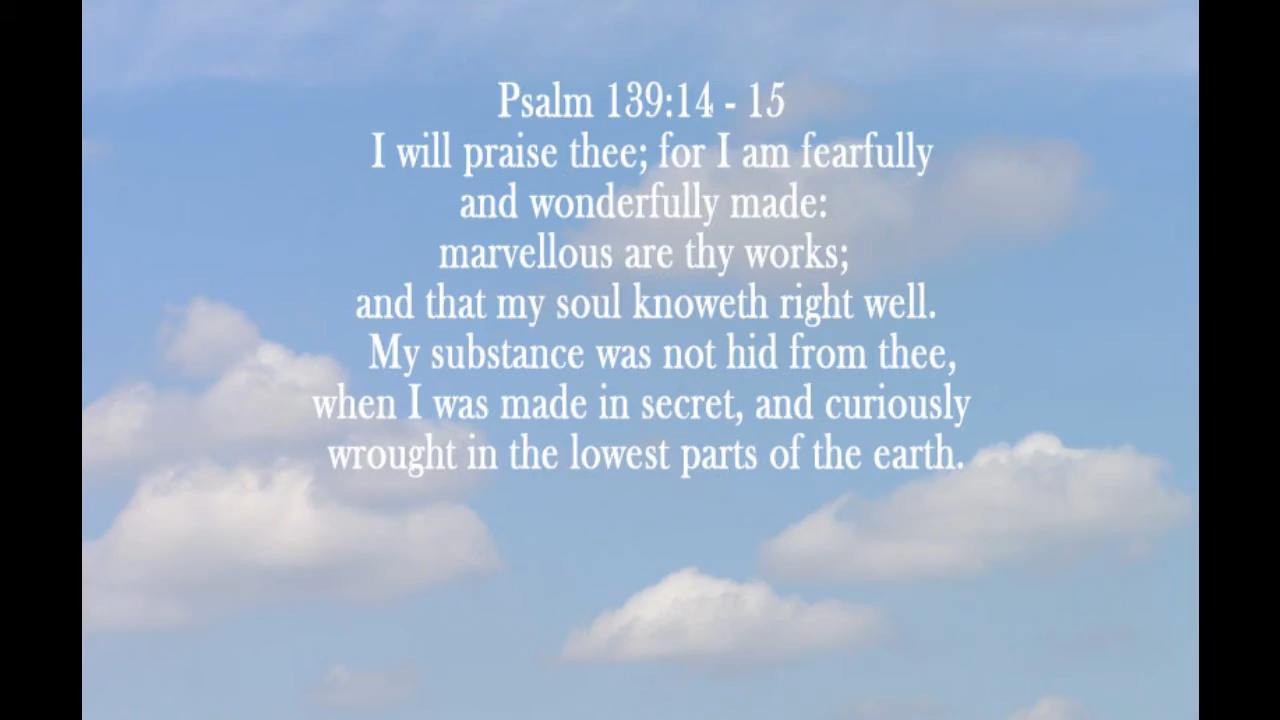 Psalm 139:14 - 15
I will praise thee; for I am fearfully
and wonderfully made:
marvellous are thy works;
and that my soul knoweth right well.
My substance was not hid from thee,
when I was made in secret, and curiously
wrought in the lowest parts of the earth.